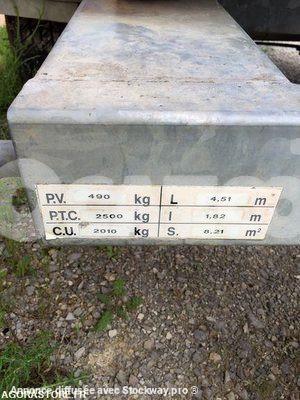 P.V. 490 kg L 4,51 m
P.T.C. 2500 kg l 1,82 m
C.U. 2010 kg S. 8,21 m²
Annonce diffusée avec Stockway.pro ®
AGORASTORE.FR